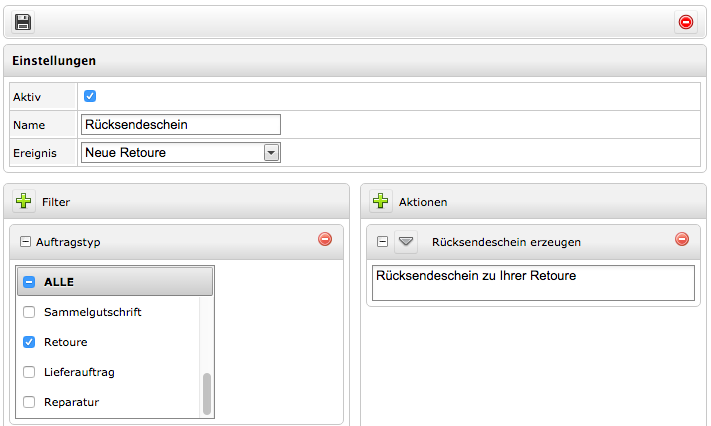 Einstellungen
Aktiv
Name Rücksendeschein
Ereignis Neue Retoure
Filter
Auftragstyp
ALLE
Sammelgutschrift
Retoure
Lieferauftrag
Reparatur
Aktionen
Rücksendeschein erzeugen
Rücksendeschein zu Ihrer Retoure